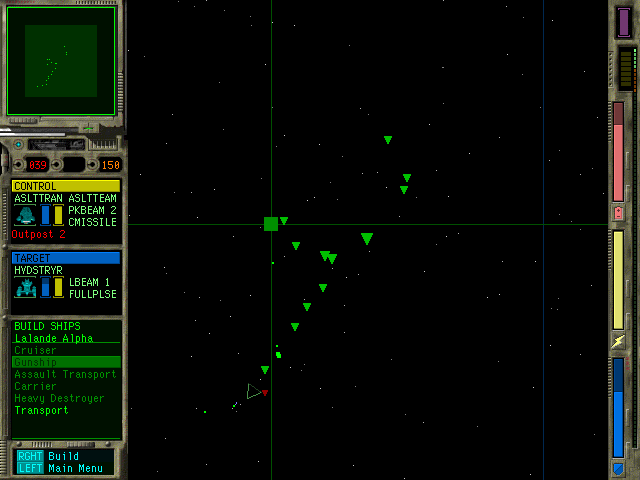 039 150
CONTROL
ASLTTRAN ASLTTEAM
PKBEAM 2
CMISSILE
Outpost 2
TARGET
HVDSTRYR
LBEAM 1
FULLPLSE
BUILD SHIPS
Lalande Alpha
Cruiser
Gunship
Assault Transport
Carrier
Heavy Destroyer
Transport
RGHT Build
LEFT Main Menu